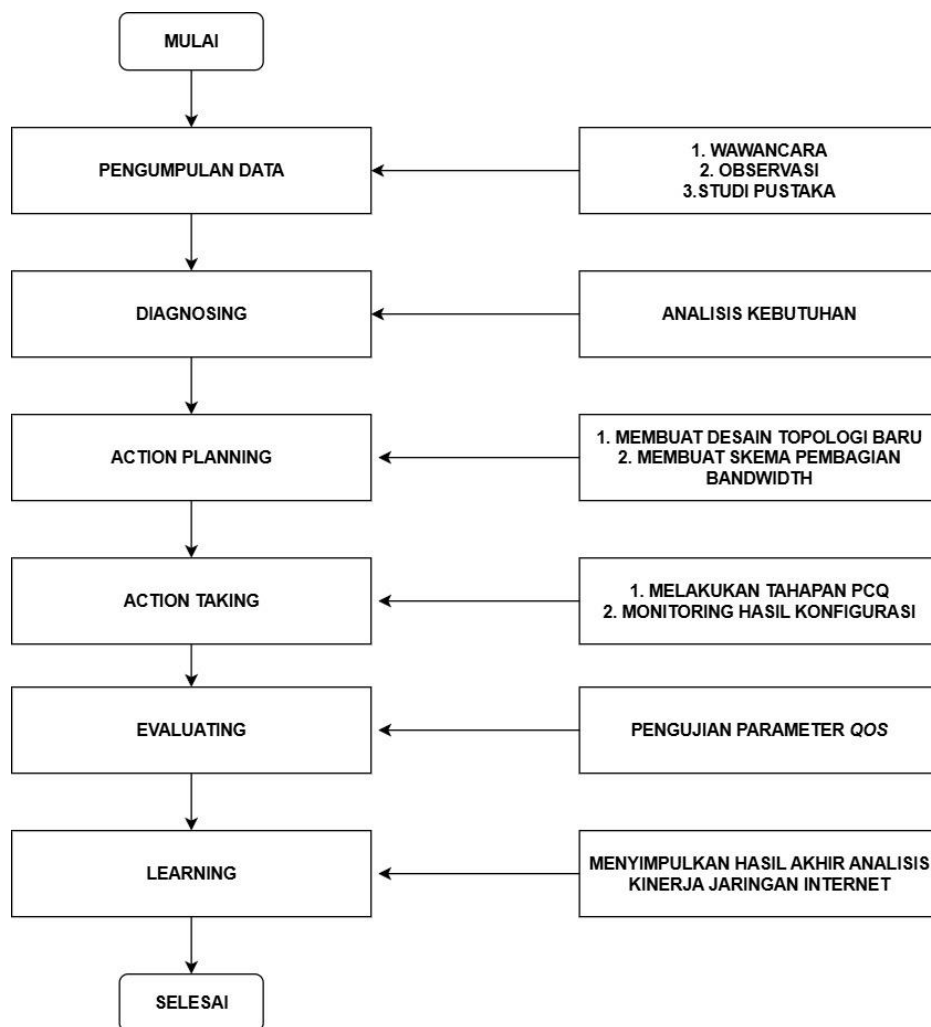 MULAI
PENGUMPULAN DATA
1. WAWANCARA
2. OBSERVASI
3.STUDI PUSTAKA
DIAGNOSING
ANALISIS KEBUTUHAN
ACTION PLANNING
1. MEMBUAT DESAIN TOPOLOGI BARU
2. MEMBUAT SKEMA PEMBAGIAN
BANDWIDTH
ACTION TAKING
1. MELAKUKAN TAHAPAN PCQ
2. MONITORING HASIL KONFIGURASI
EVALUATING
PENGUJIAN PARAMETER QOS
LEARNING
MENYIMPULKAN HASIL AKHIR ANALISIS
KINERJA JARINGAN INTERNET
SELESAI